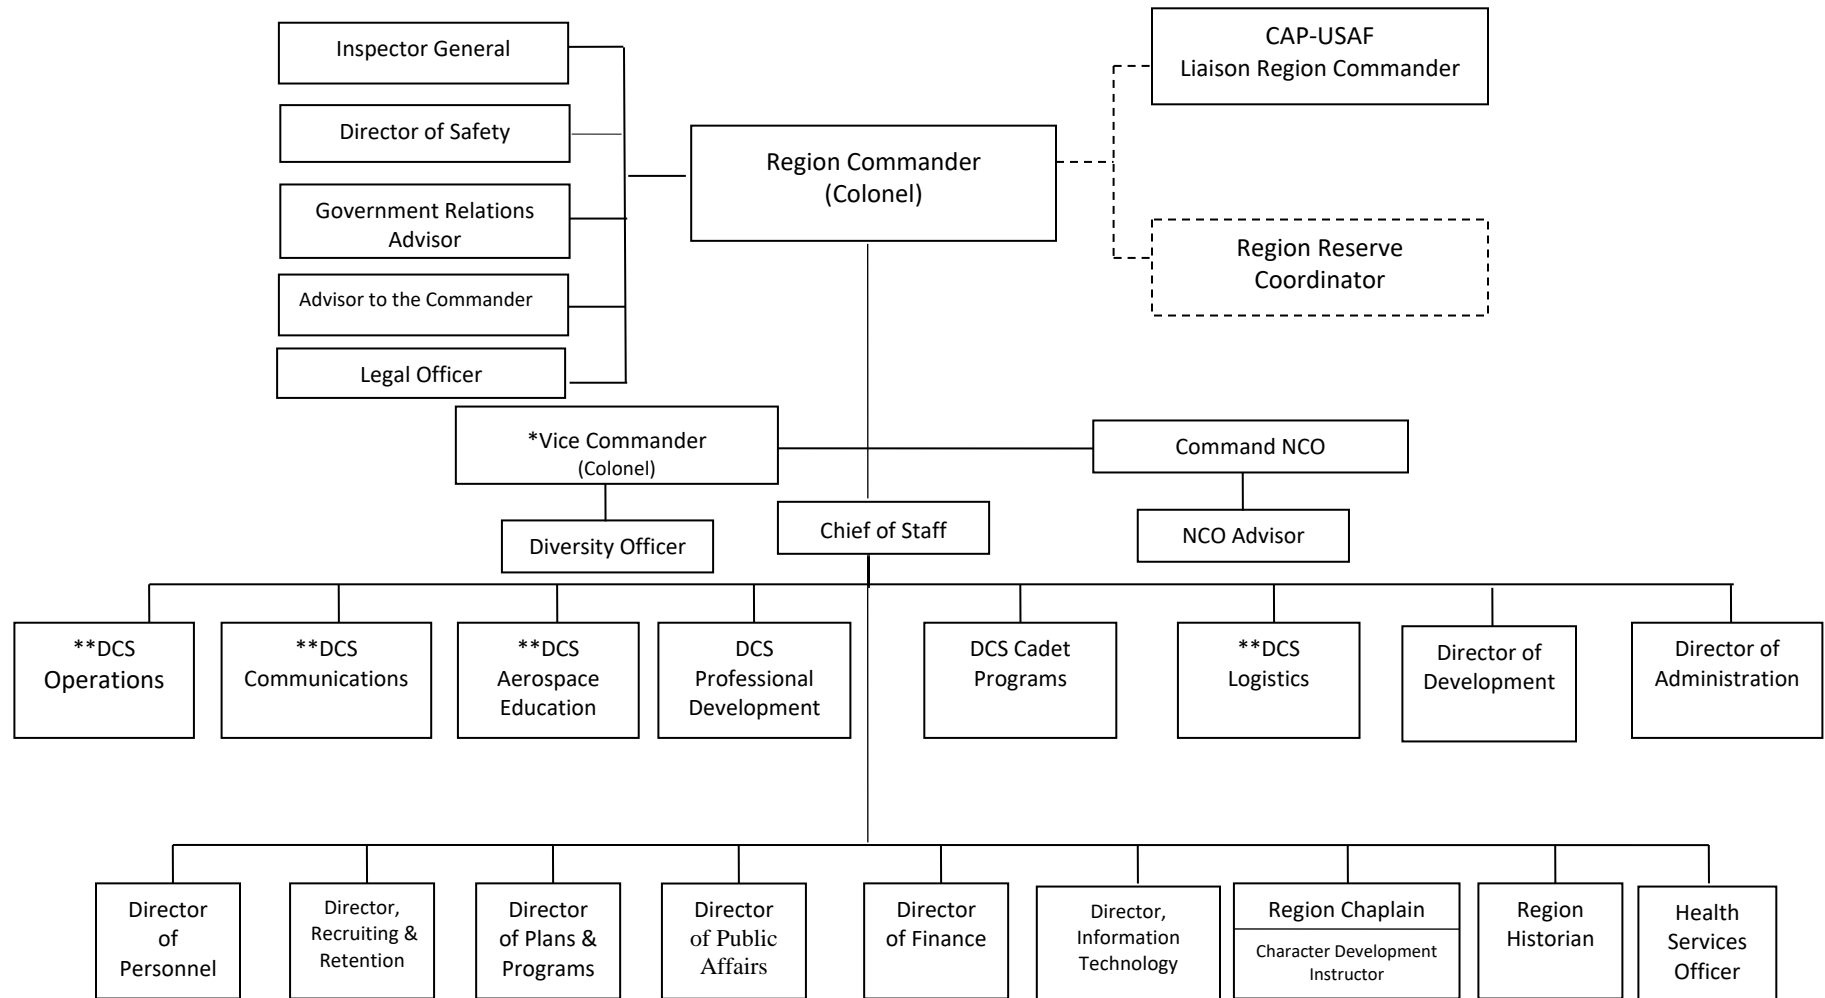 Inspector General
Director of Safety
Government Relations
Advisor
Advisor to the Commander
Legal Officer
Region Commander
(Colonel)
CAP-USAF
Liaison Region Commander
Region Reserve
Coordinator
*Vice Commander
(Colonel)
Command NCO
Diversity Officer
Chief of Staff
NCO Advisor
**DCS
Operations
**DCS
Communications
**DCS
Aerospace
Education
DCS
Professional
Development
DCS Cadet
Programs
**DCS
Logistics
Director of
Development
Director of
Administration
Director
of
Personnel
Director,
Recruiting &
Retention
Director
of Plans &
Programs
Director
of Public
Affairs
Director
of Finance
Director,
Information
Technology
Region Chaplain
Character Development
Instructor
Region
Historian
Health
Services
Officer